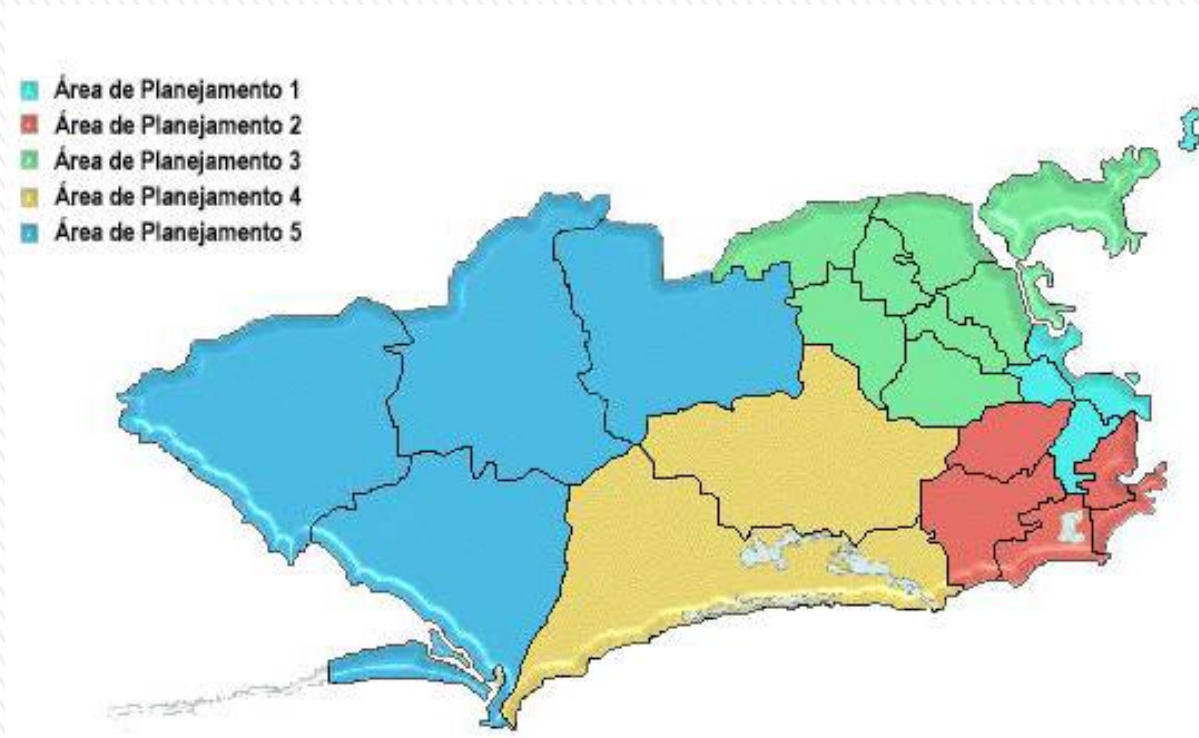 Área de Planejamento 1
Área de Planejamento 2
Área de Planejamento 3
Área de Planejamento 4
Área de Planejamento 5